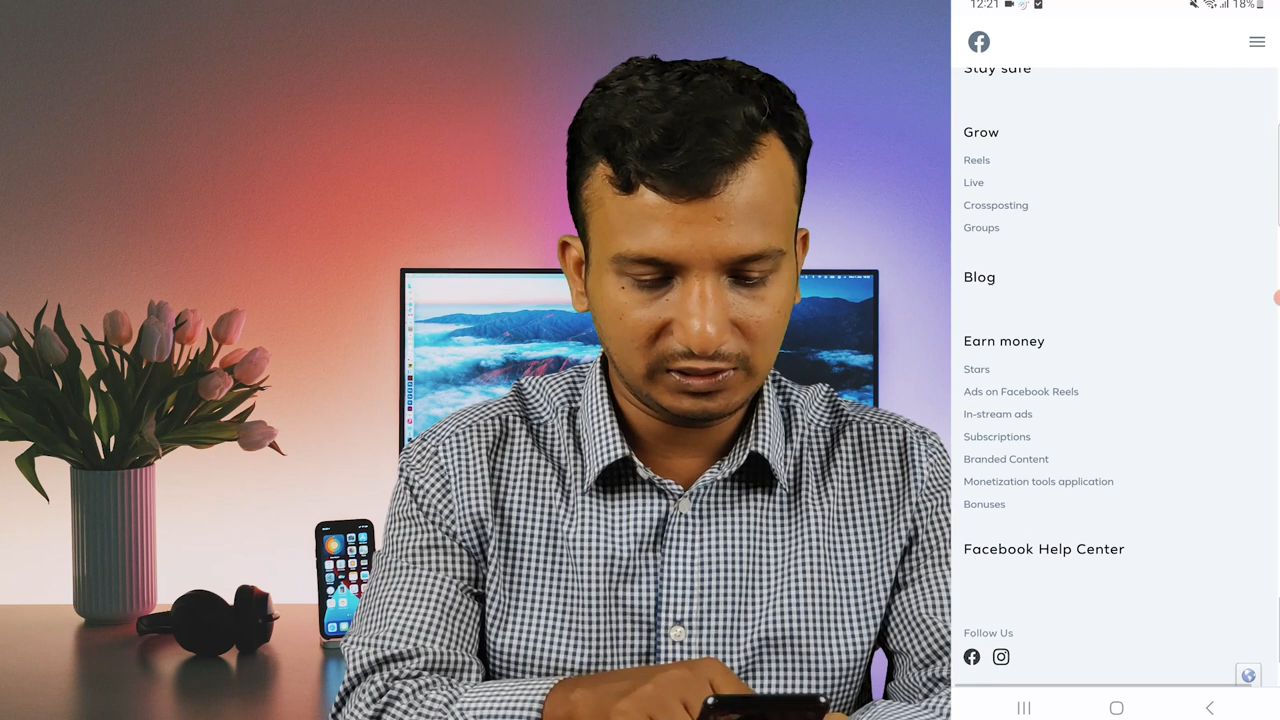 12:21
18%
Stay safe
Grow
Reels
Live
Crossposting
Groups
Blog
Earn money
Stars
Ads on Facebook Reels
In-stream ads
Subscriptions
Branded Content
Monetization tools application
Bonuses
Facebook Help Center
Follow Us